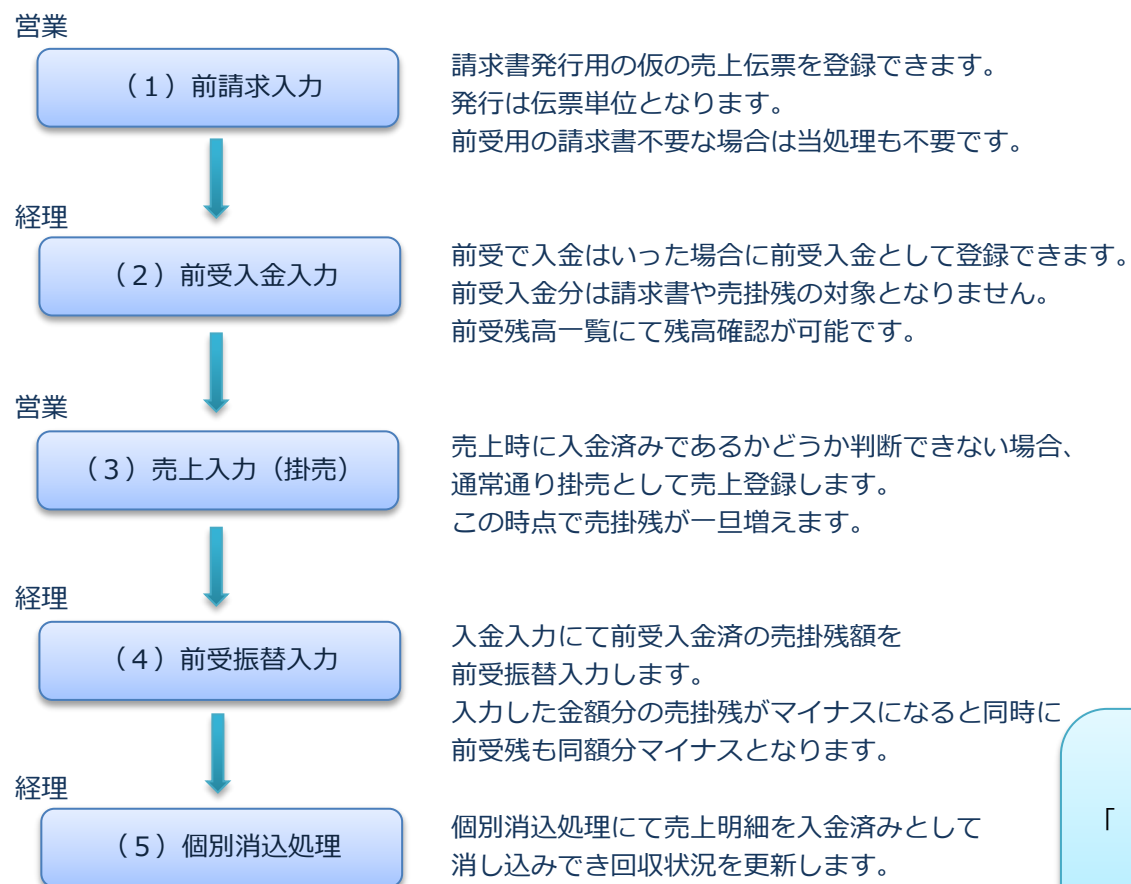 営業
（１）前請求入力
請求書発行用の仮の売上伝票を登録できます。
発行は伝票単位となります。
前受用の請求書不要な場合は当処理も不要です。
経理
（２）前受入金入力
前受で入金はいった場合に前受入金として登録できます。
前受入金分は請求書や売掛残の対象となりません。
前受残高一覧にて残高確認が可能です。
営業
（３）売上入力（掛売）
売上時に入金済みであるかどうか判断できない場合、
通常通り掛売として売上登録します。
この時点で売掛残が一旦増えます。
経理
（４）前受振替入力
入金入力にて前受入金済の売掛残額を
前受振替入力します。
入力した金額分の売掛残がマイナスになると同時に
前受残も同額分マイナスとなります。
経理
（５）個別消込処理
個別消込処理にて売上明細を入金済みとして
消し込みでき回収状況を更新します。
「